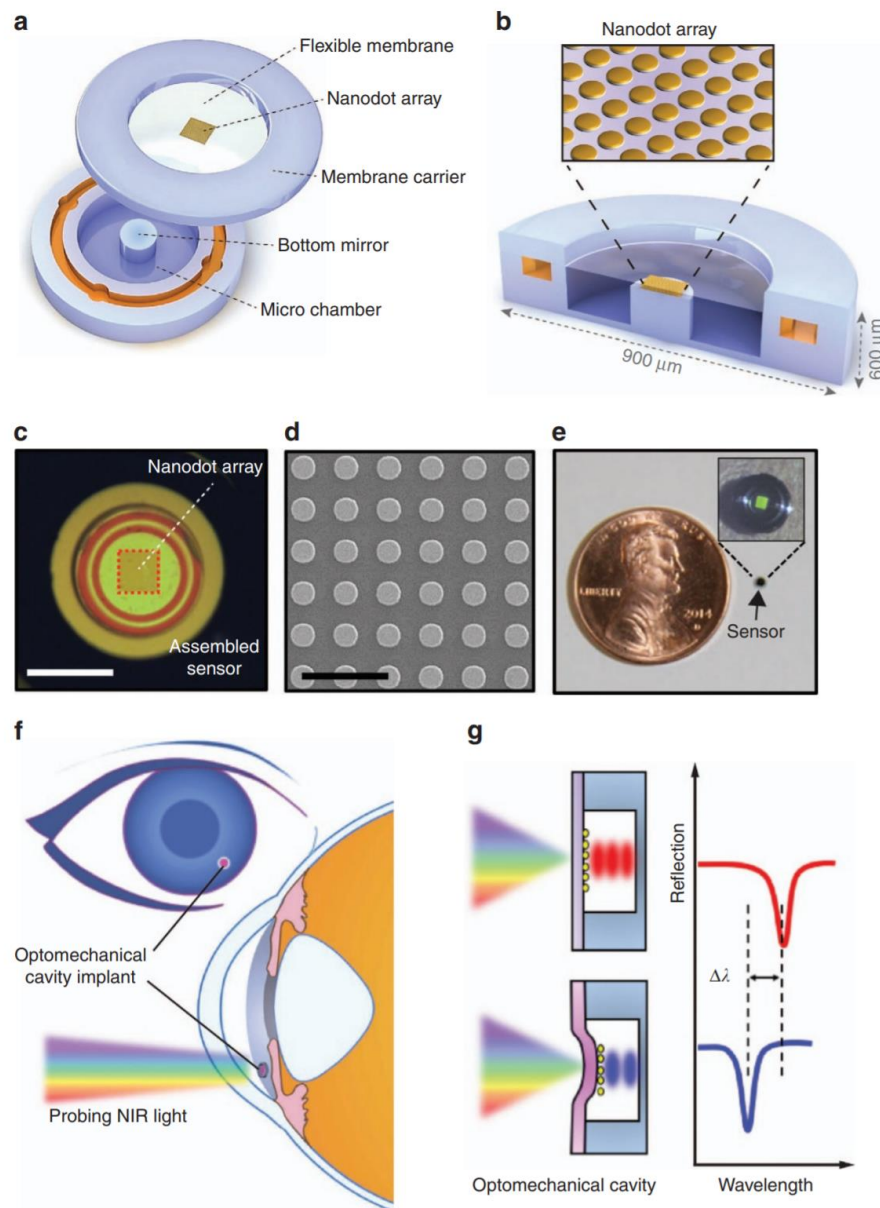 a
Flexible membrane
Nanodot array
Membrane carrier
Bottom mirror
Micro chamber
b
Nanodot array
900 μm
600 μm
c
Nanodot array
Assembled
sensor
d
e
LIBERTY
2014
D
Sensor
f
Optomechanical
cavity implant
Probing NIR light
g
Reflection
Δλ
Optomechanical cavity
Wavelength